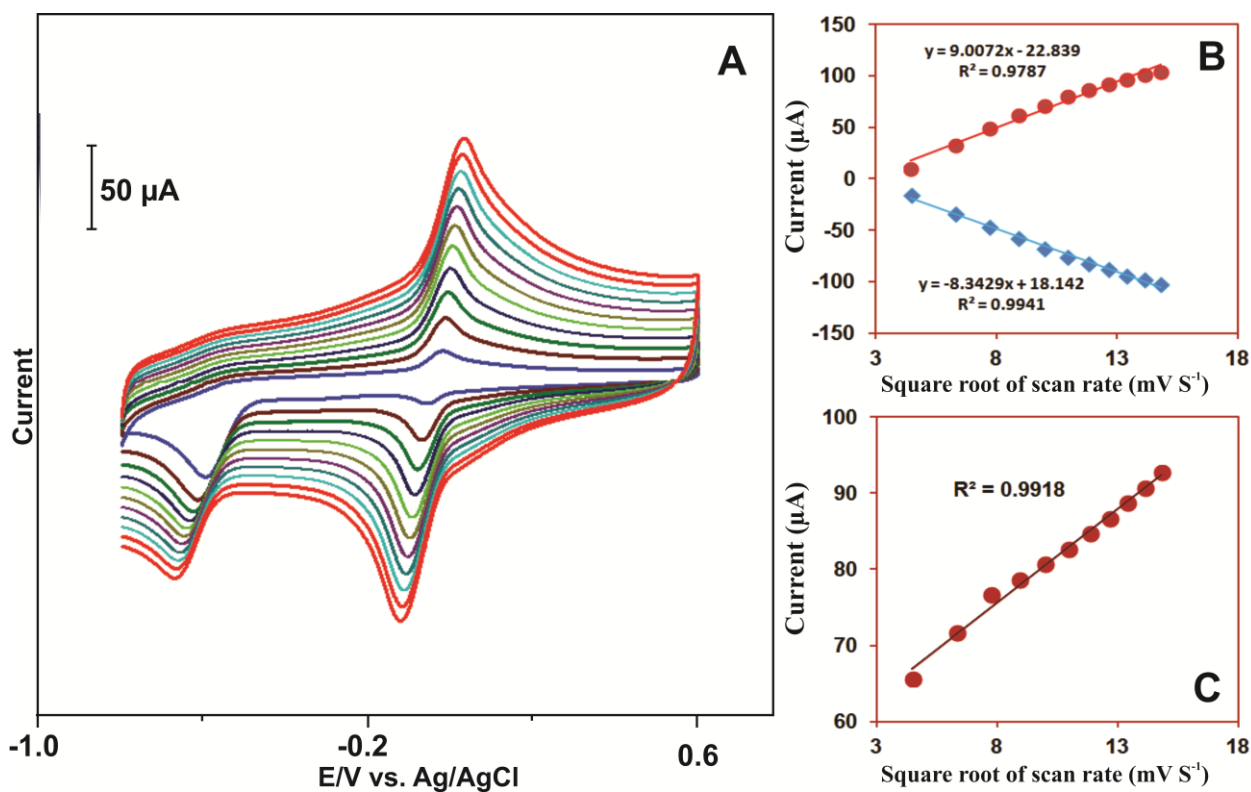 A
50 µA
Current
-1.0
-0.2
0.6
E/V vs. Ag/AgCl
B
150
100
50
0
-50
-100
-150
y = 9.0072x - 22.839
R² = 0.9787
y = -8.3429x + 18.142
R² = 0.9941
Current (µA)
3
8
13
18
Square root of scan rate (mV S⁻¹)
100
90
80
70
60
R² = 0.9918
C
Current (µA)
3
8
13
18
Square root of scan rate (mV S⁻¹)